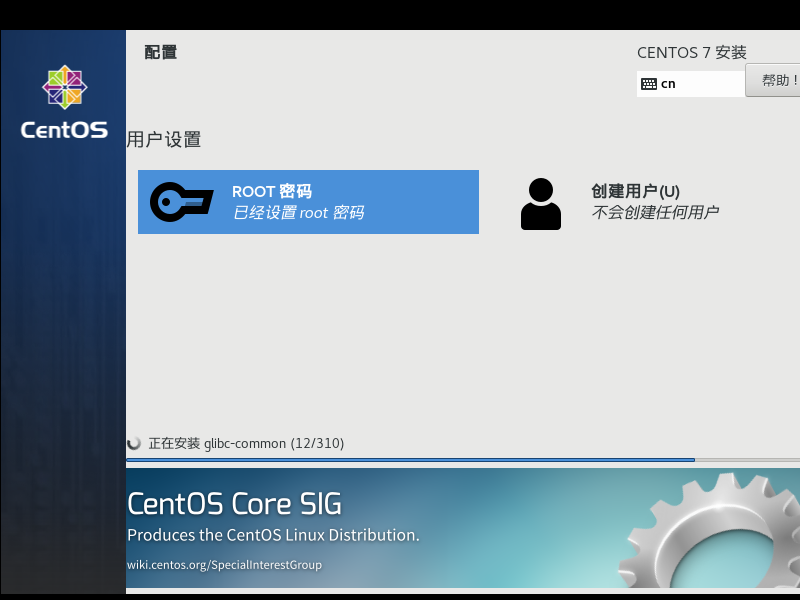 CentOS
配置
CENTOS 7 安装
cn
帮助！
用户设置
ROOT 密码
已经设置 root 密码
创建用户(U)
不会创建任何用户
正在安装 glibc-common (12/310)
CentOS Core SIG
Produces the CentOS Linux Distribution.
wiki.centos.org/SpecialInterestGroup